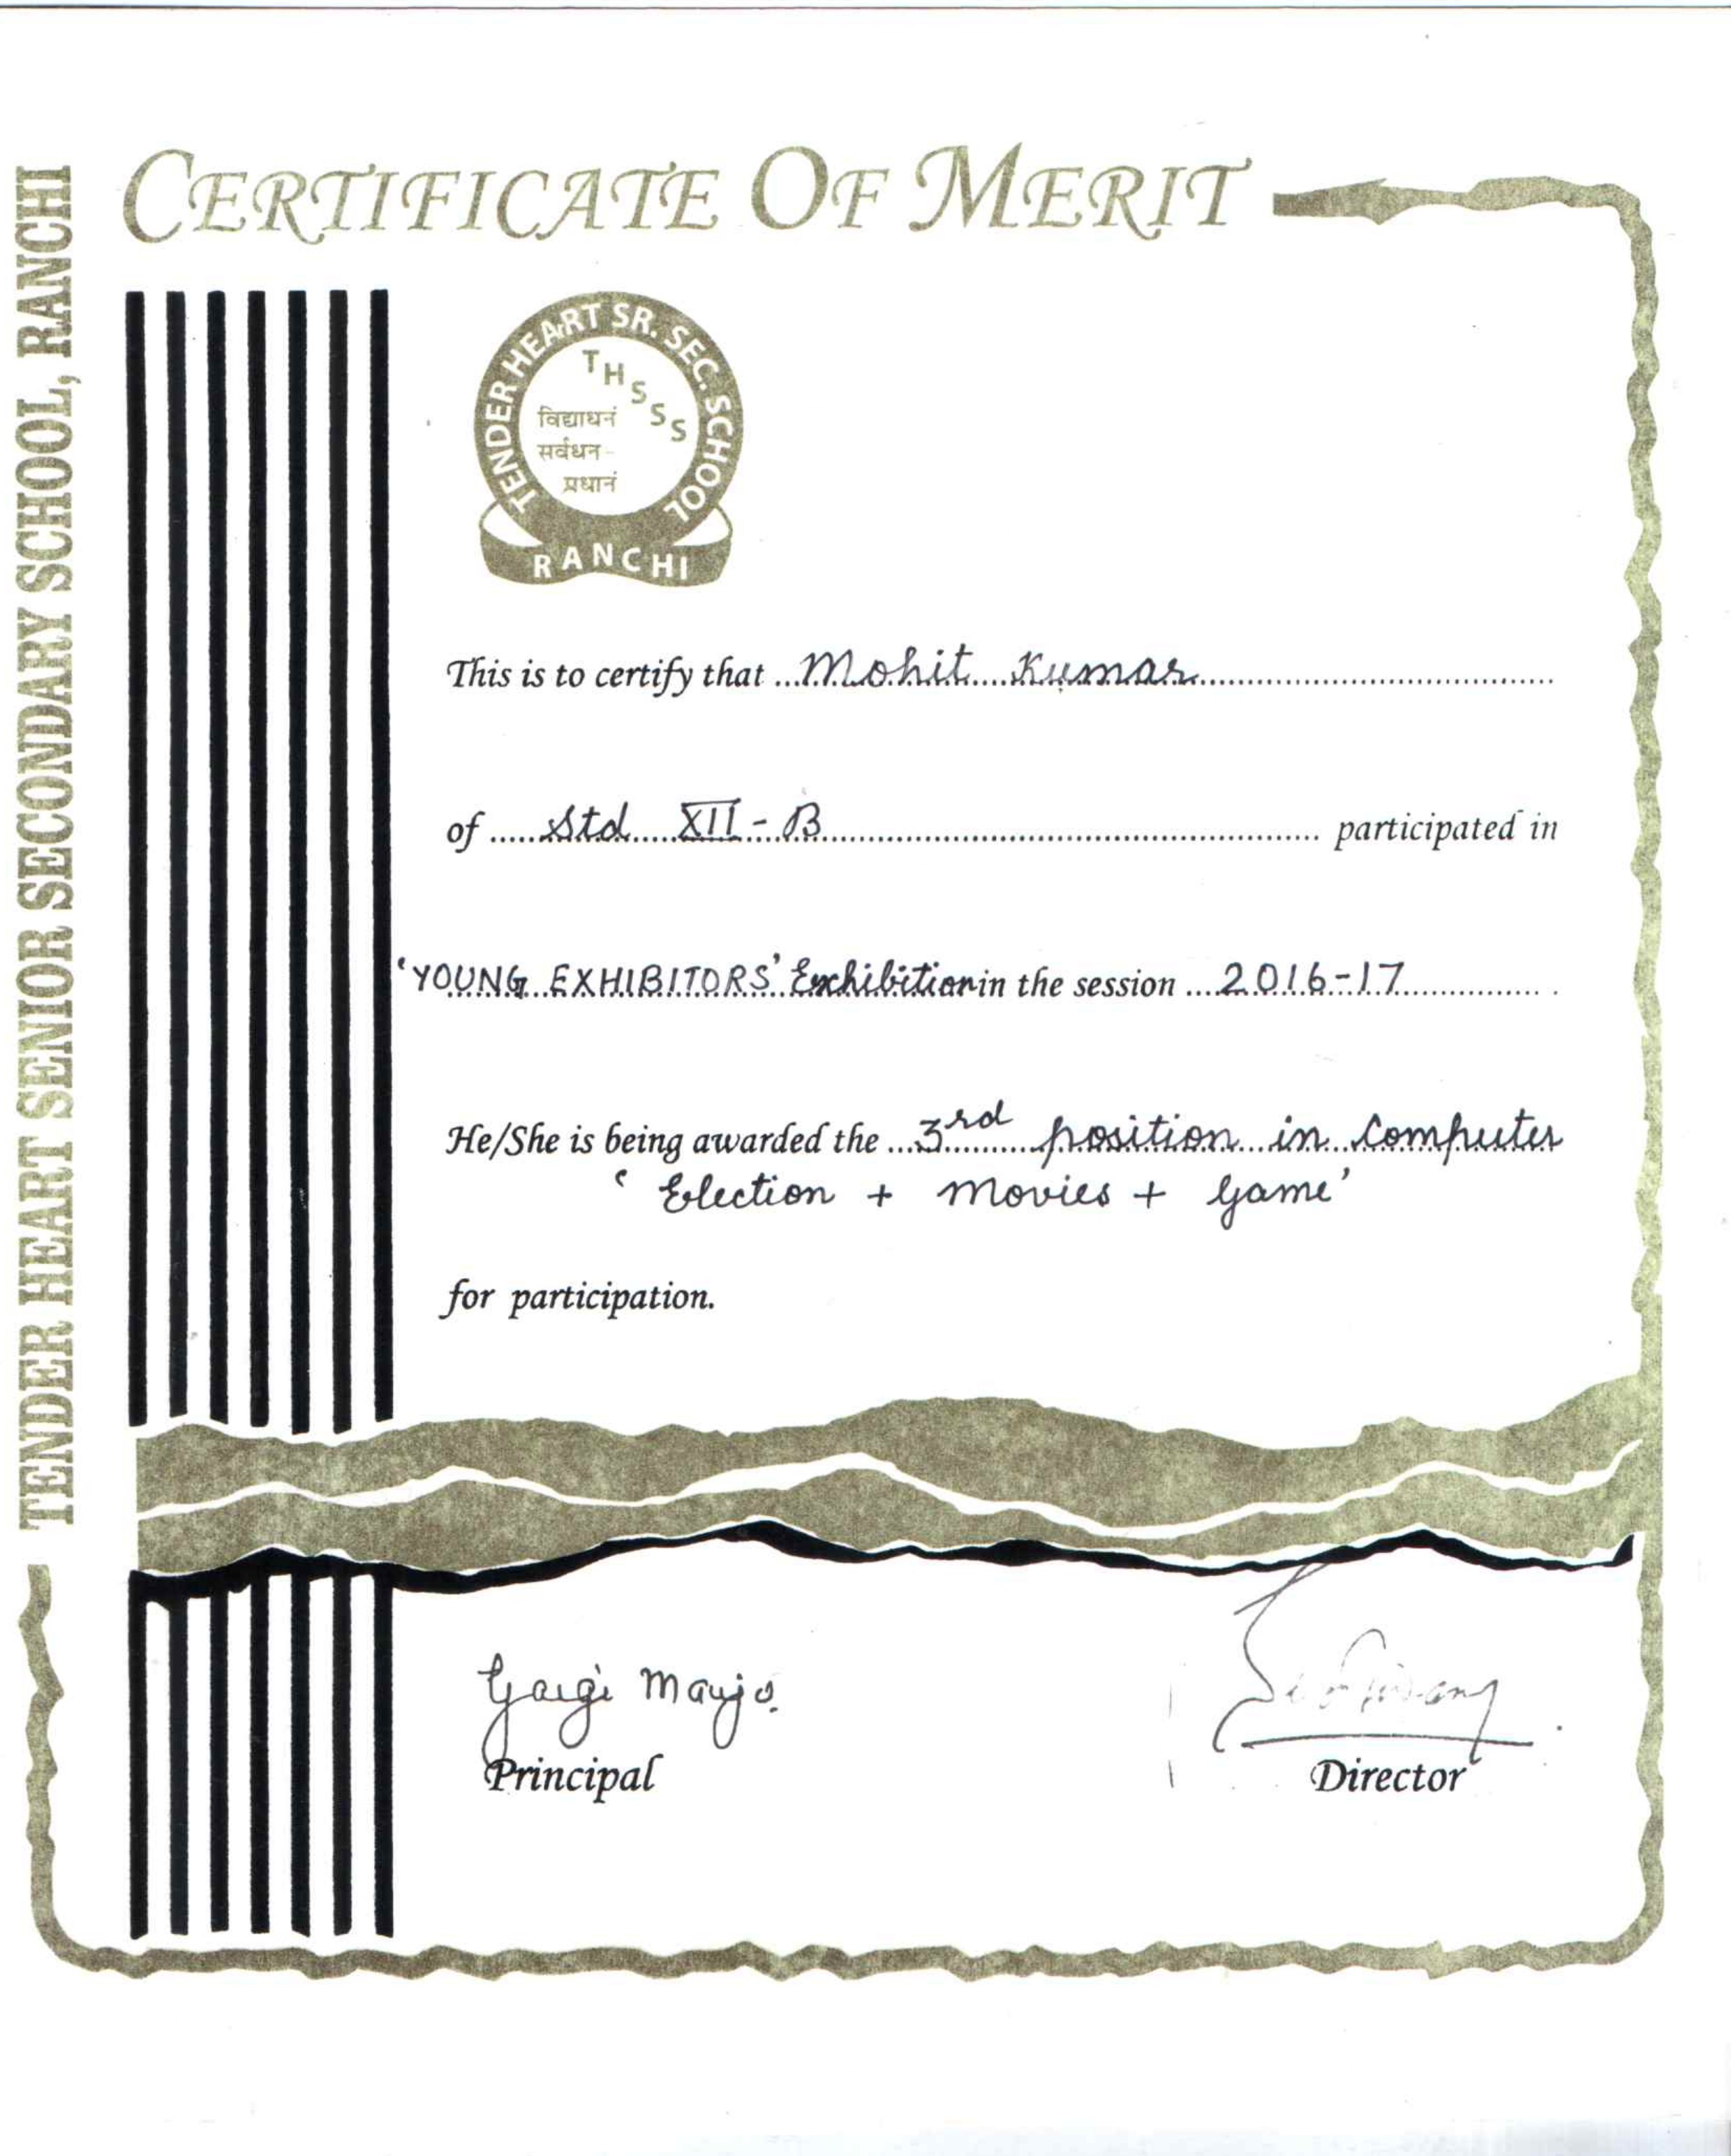 CERTIFICATE OF MERIT
TENDER HEART SENIOR SECONDARY SCHOOL, RANCHI
TENDER HEART SR. SEC. SCHOOL
THSSS
विद्याधनं
सर्वधन-
प्रधानं
RANCHI
This is to certify that Mohit Kumar
of Std XII-B participated in
'YOUNG EXHIBITORS' Exhibition in the session 2016-17
He/She is being awarded the 3rd position in Computer
'Election + Movies + Game'
for participation.
Gargi
Principal
Director